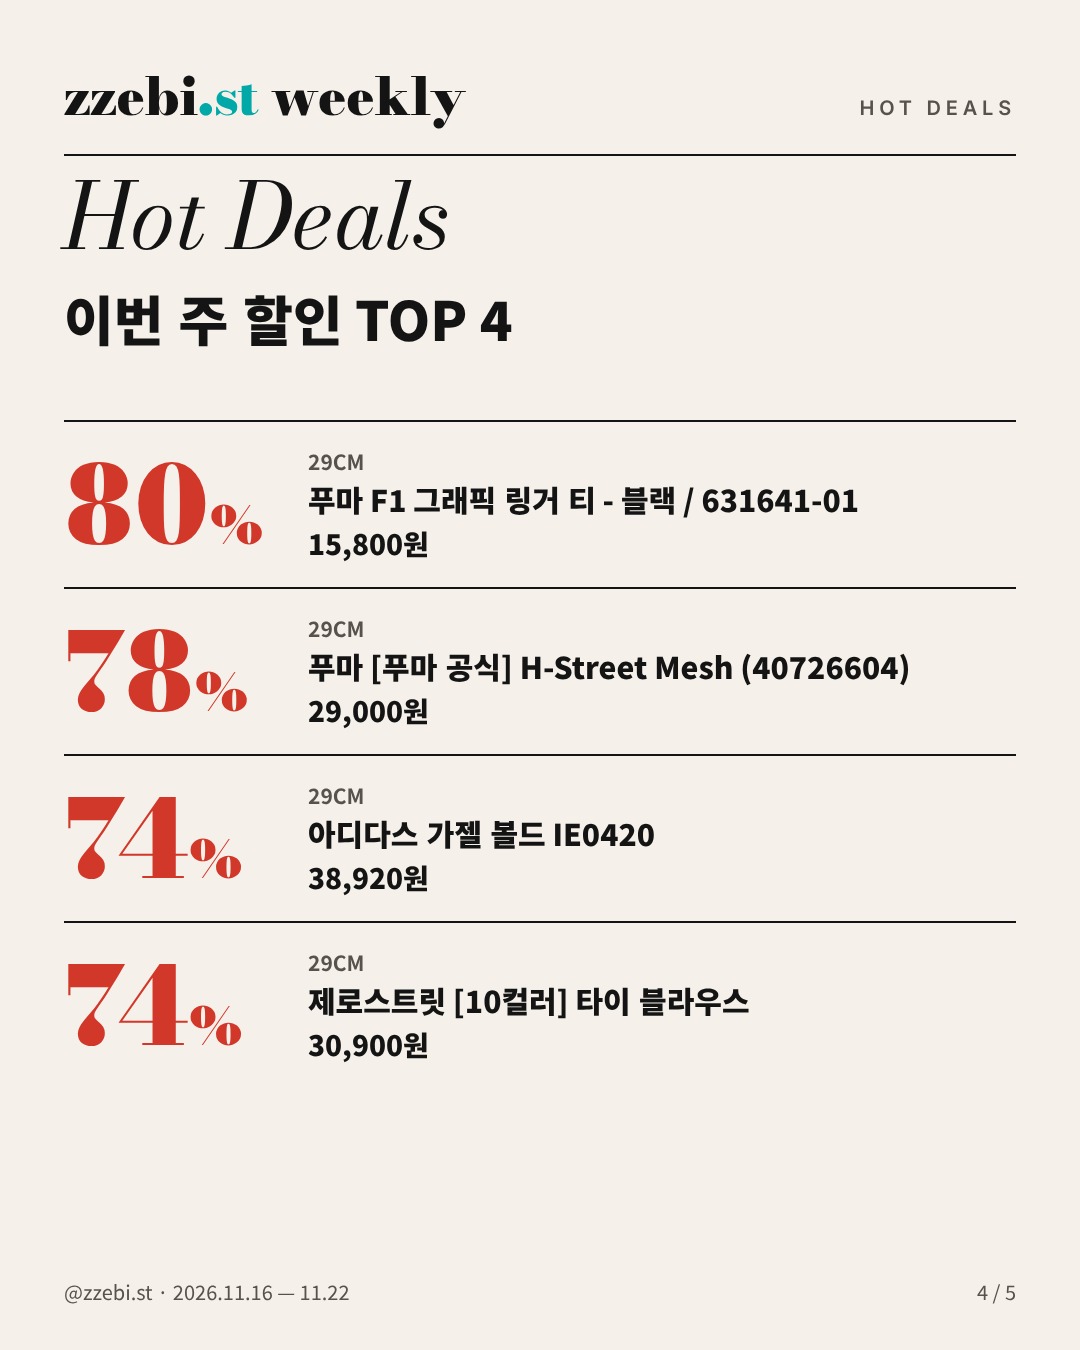 zzebi.st weekly
HOT DEALS
Hot Deals
이번 주 할인 TOP 4
80%
29CM
푸마 F1 그래픽 링거 티 - 블랙 / 631641-01
15,800원
78%
29CM
푸마 [푸마 공식] H-Street Mesh (40726604)
29,000원
74%
29CM
아디다스 가젤 볼드 IE0420
38,920원
74%
29CM
제로스트릿 [10컬러] 타이 블라우스
30,900원
@zzebi.st · 2026.11.16 — 11.22
4 / 5